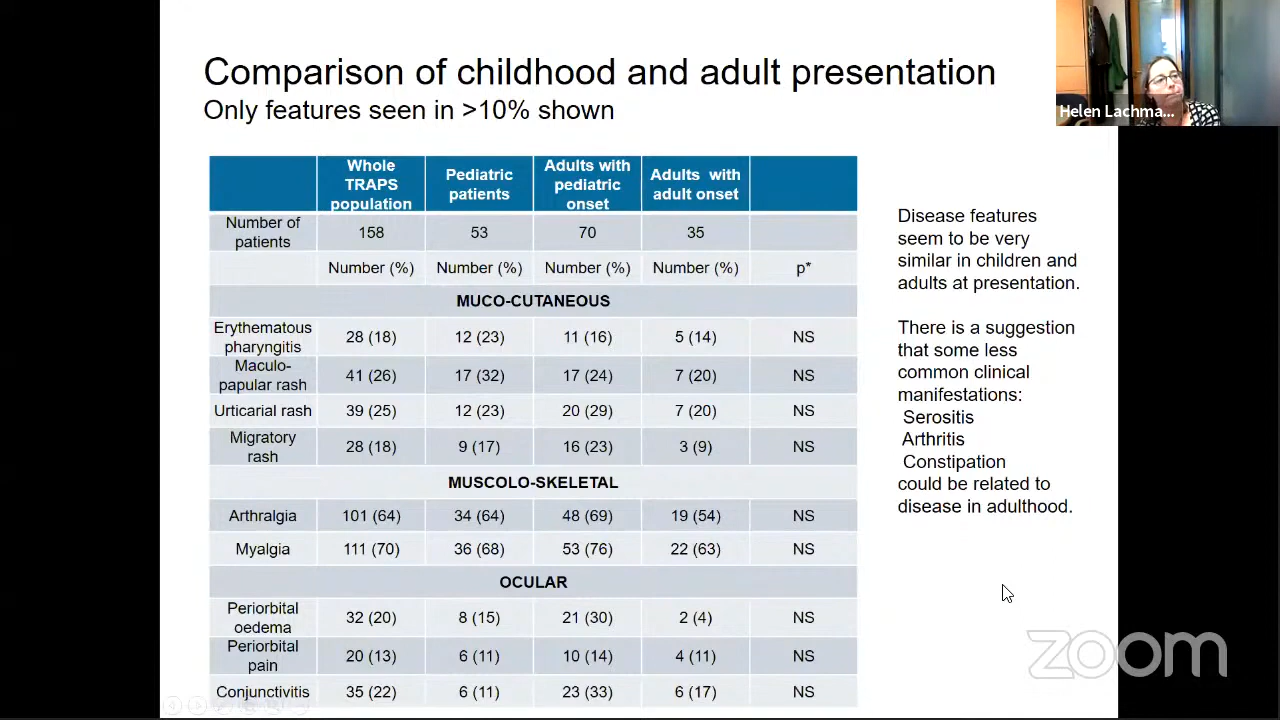 Comparison of childhood and adult presentation
Only features seen in >10% shown
Helen Lachma...
Whole TRAPS population Pediatric patients Adults with pediatric onset Adults with adult onset
Number of patients 158 53 70 35
Number (%) Number (%) Number (%) Number (%) p*
MUCO-CUTANEOUS
Erythematous pharyngitis 28 (18) 12 (23) 11 (16) 5 (14) NS
Maculo-papular rash 41 (26) 17 (32) 17 (24) 7 (20) NS
Urticarial rash 39 (25) 12 (23) 20 (29) 7 (20) NS
Migratory rash 28 (18) 9 (17) 16 (23) 3 (9) NS
MUSCOLO-SKELETAL
Arthralgia 101 (64) 34 (64) 48 (69) 19 (54) NS
Myalgia 111 (70) 36 (68) 53 (76) 22 (63) NS
OCULAR
Periorbital oedema 32 (20) 8 (15) 21 (30) 2 (4) NS
Periorbital pain 20 (13) 6 (11) 10 (14) 4 (11) NS
Conjunctivitis 35 (22) 6 (11) 23 (33) 6 (17) NS
Disease features
seem to be very
similar in children and
adults at presentation.
There is a suggestion
that some less
common clinical
manifestations:
Serositis
Arthritis
Constipation
could be related to
disease in adulthood.
zoom